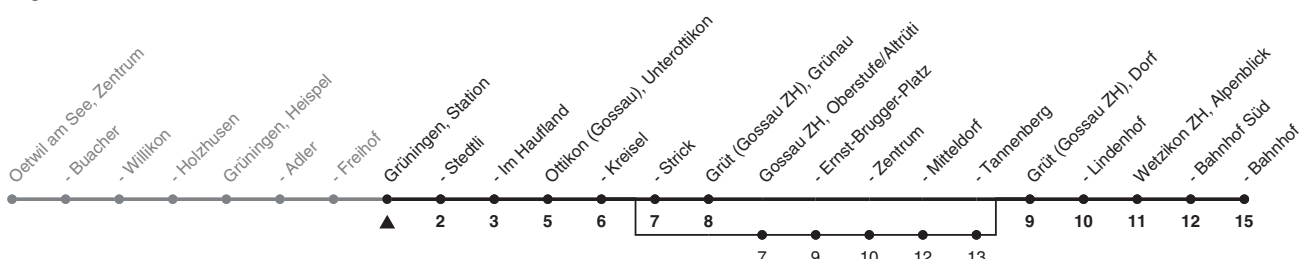 Oetwil am See, Zentrum
- Buacher
- Willikon
- Holzhusen
Grüningen, Heispel
- Adler
- Freihof
Grüningen, Station
- Stedtli
- Im Haufland
Ottikon (Gossau), Unterottikon
- Kreisel
- Strick
Grüt (Gossau ZH), Grünau
Gossau ZH, Oberstufe/Altrüti
- Ernst-Brugger-Platz
- Zentrum
- Mitteldorf
- Tannenberg
Grüt (Gossau ZH), Dorf
- Lindenhof
Wetzikon ZH, Alpenblick
- Bahnhof Süd
- Bahnhof
2 3 5 6 7 8 9 10 11 12 15
7 9 10 12 13